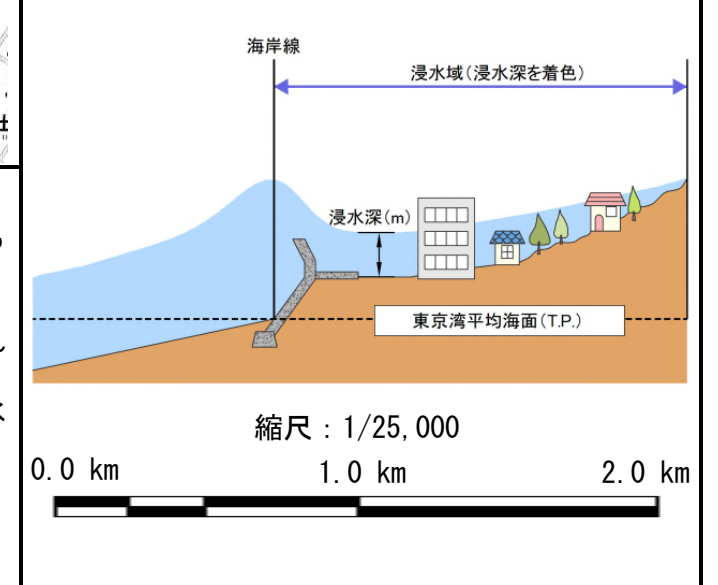 海岸線
浸水域(浸水深を着色)
浸水深(m)
東京湾平均海面(T.P.)
縮尺:1/25,000
0.0 km 1.0 km 2.0 km